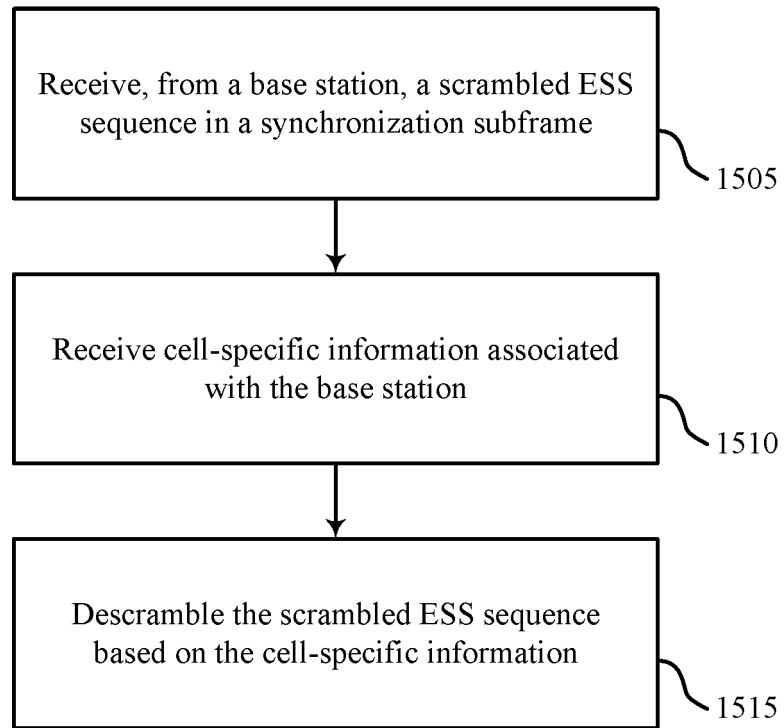 Receive, from a base station, a scrambled ESS
sequence in a synchronization subframe
1505
Receive cell-specific information associated
with the base station
1510
Descramble the scrambled ESS sequence
based on the cell-specific information
1515